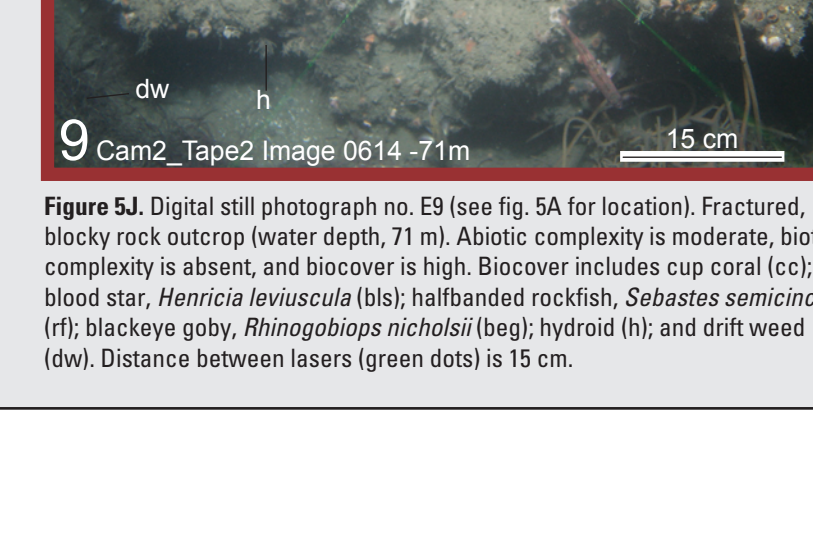 dw
h
9 Cam2_Tape2 Image 0614 -71m
15 cm
Figure 5J. Digital still photograph no. E9 (see fig. 5A for location). Fractured,
blocky rock outcrop (water depth, 71 m). Abiotic complexity is moderate,
complexity is absent, and biocover is high. Biocover includes cup coral (cc);
blood star, Henricia leviuscula (bls); halfbanded rockfish, Sebastes
(rf); blackeye goby, Rhinogobiops nicholsii (beg); hydroid (h); and drift weed
(dw). Distance between lasers (green dots) is 15 cm.